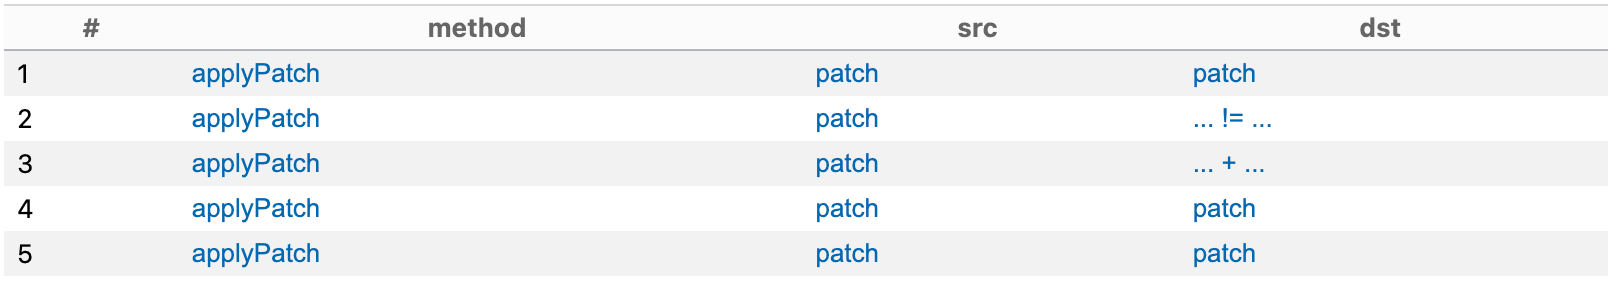 # method src dst
1 applyPatch patch patch
2 applyPatch patch ... != ...
3 applyPatch patch ... + ...
4 applyPatch patch patch
5 applyPatch patch patch